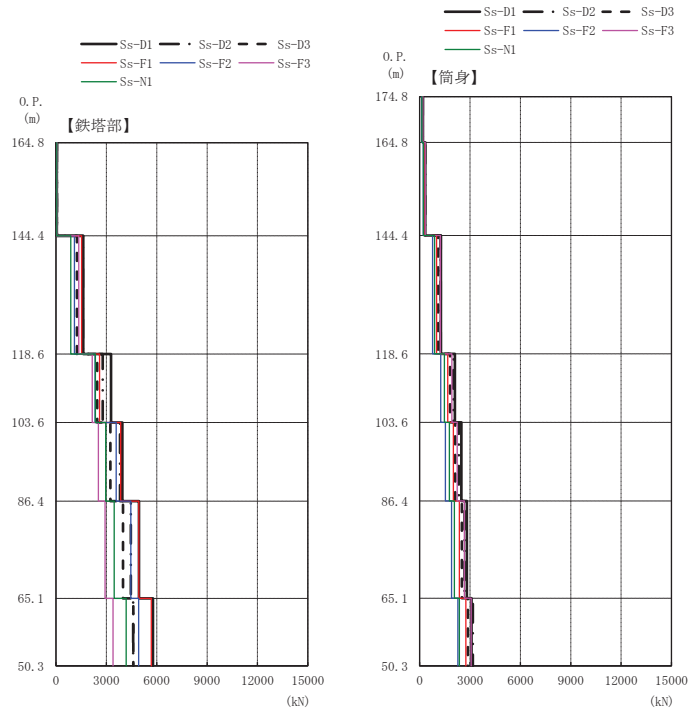 Ss-D1 Ss-D2 Ss-D3
Ss-F1 Ss-F2 Ss-F3
Ss-N1
O.P.
(m)
【鉄塔部】
164.8
144.4
118.6
103.6
86.4
65.1
50.3
0 3000 6000 9000 12000 15000
(kN)
Ss-D1 Ss-D2 Ss-D3
Ss-F1 Ss-F2 Ss-F3
Ss-N1
O.P.
(m)
【筒身】
174.8
164.8
144.4
118.6
103.6
86.4
65.1
50.3
0 3000 6000 9000 12000 15000
(kN)